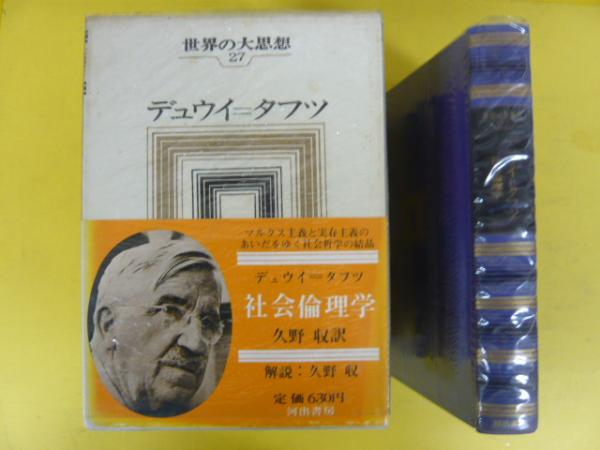 世界の大思想
27
デュウイ=タフツ
マルクス主義と実存主義の
あいだをゆく社会哲学の結晶
デュウイ=タフツ
社会倫理学
久野 収訳
解説:久野 収
定価630円
河出書房